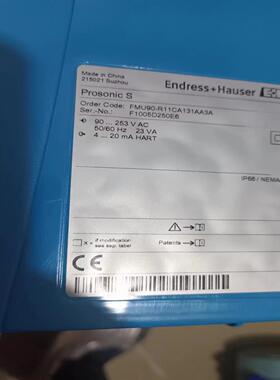 Made in China
215021 Suzhou
Endress+Hauser
Prosonic S
Order Code: FMU90-R11CA131AA3A
Ser.-No.: F1005D250E6
90 ... 253 V AC
50/60 Hz 23 VA
4 ... 20 mA HART
IP66 / NEMA
x = if modification
see sep. label
Patents
CE